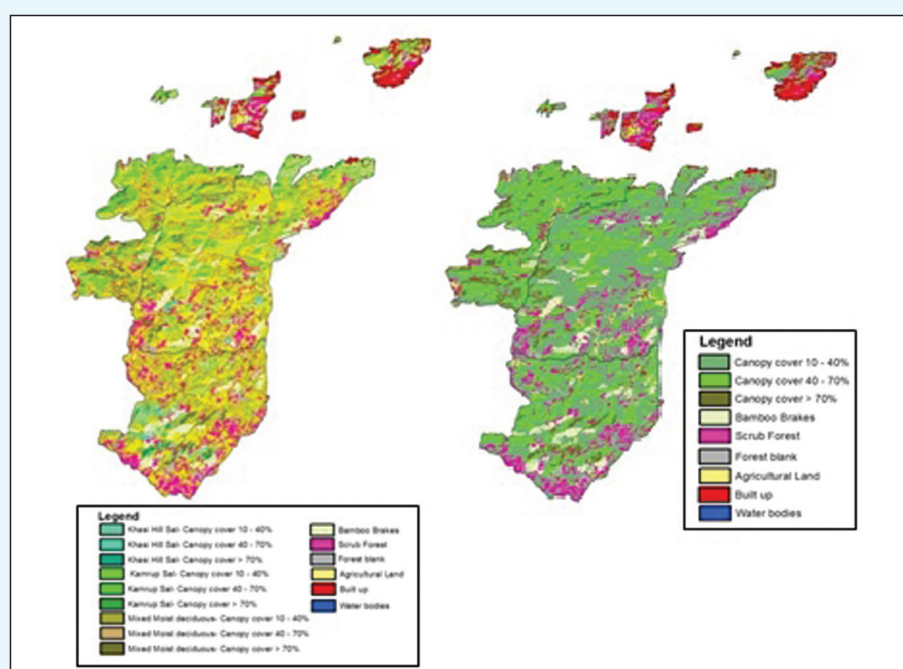 Legend
Canopy cover 10 - 40%
Canopy cover 40 - 70%
Canopy cover > 70%
Bamboo Brakes
Scrub Forest
Forest blank
Agricultural Land
Built up
Water bodies
Legend
Khasi Hill Sal- Canopy cover 10 - 40%
Khasi Hill Sal- Canopy cover 40 - 70%
Khasi Hill Sal- Canopy cover > 70%
Kamrup Sal- Canopy cover 10 - 40%
Kamrup Sal- Canopy cover 40 - 70%
Kamrup Sal- Canopy cover > 70%
Mixed Moist deciduous- Canopy cover 10 - 40%
Mixed Moist deciduous- Canopy cover 40 - 70%
Mixed Moist deciduous- Canopy cover > 70%
Bamboo Brakes
Scrub Forest
Forest blank
Agricultural Land
Built up
Water bodies